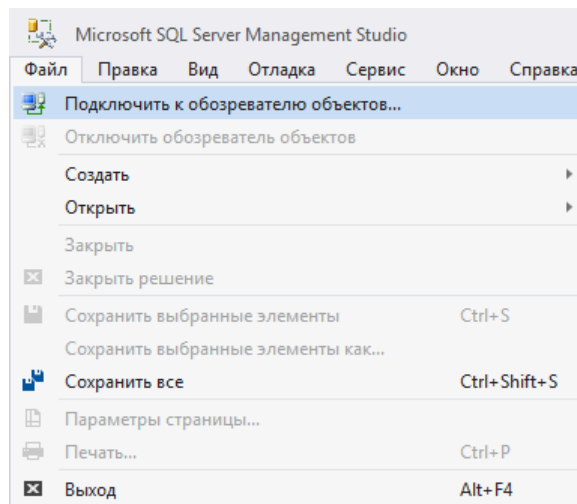 Microsoft SQL Server Management Studio
Файл Правка Вид Отладка Сервис Окно Справка
Подключить к обозревателю объектов...
Отключить обозреватель объектов
Создать
Открыть
Закрыть
Закрыть решение
Сохранить выбранные элементы Ctrl+S
Сохранить выбранные элементы как...
Сохранить все Ctrl+Shift+S
Параметры страницы...
Печать... Ctrl+P
Выход Alt+F4